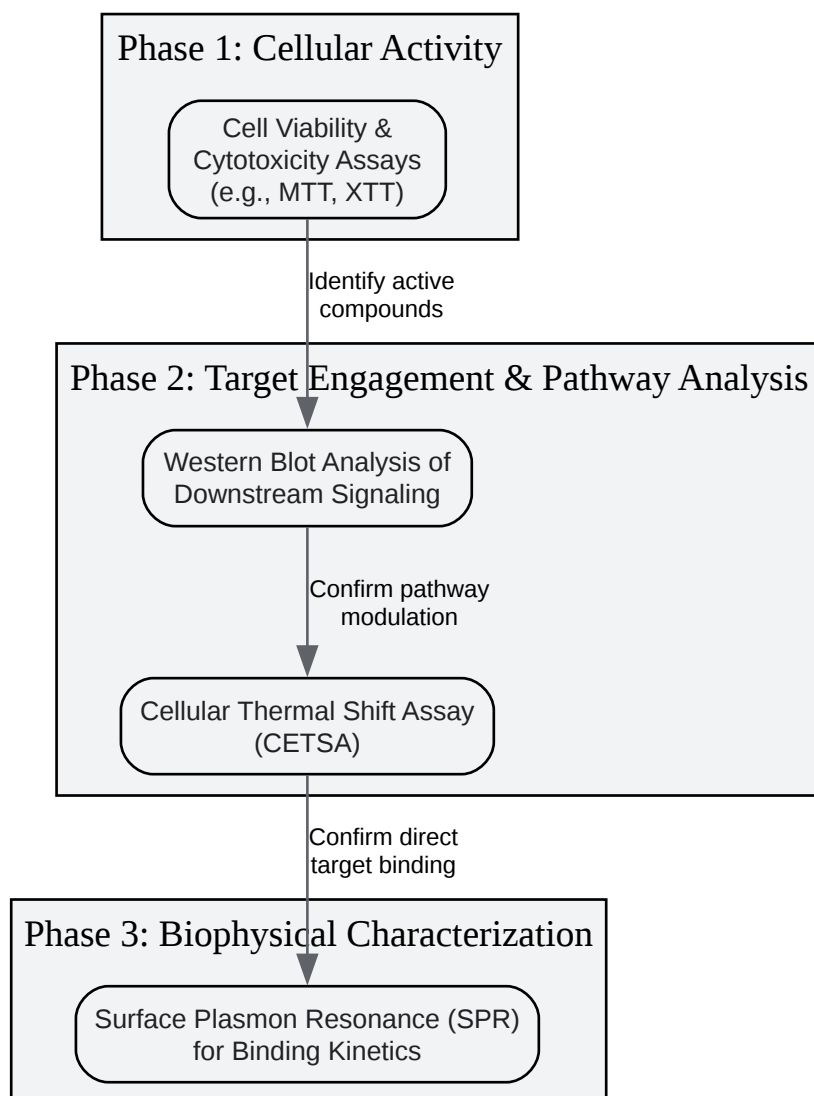 Phase 1: Cellular Activity
Cell Viability &
Cytotoxicity Assays
(e.g., MTT, XTT)
Identify active
compounds
Phase 2: Target Engagement & Pathway Analysis
Western Blot Analysis of
Downstream Signaling
Confirm pathway
modulation
Cellular Thermal Shift Assay
(CETSA)
Confirm direct
target binding
Phase 3: Biophysical Characterization
Surface Plasmon Resonance (SPR)
for Binding Kinetics